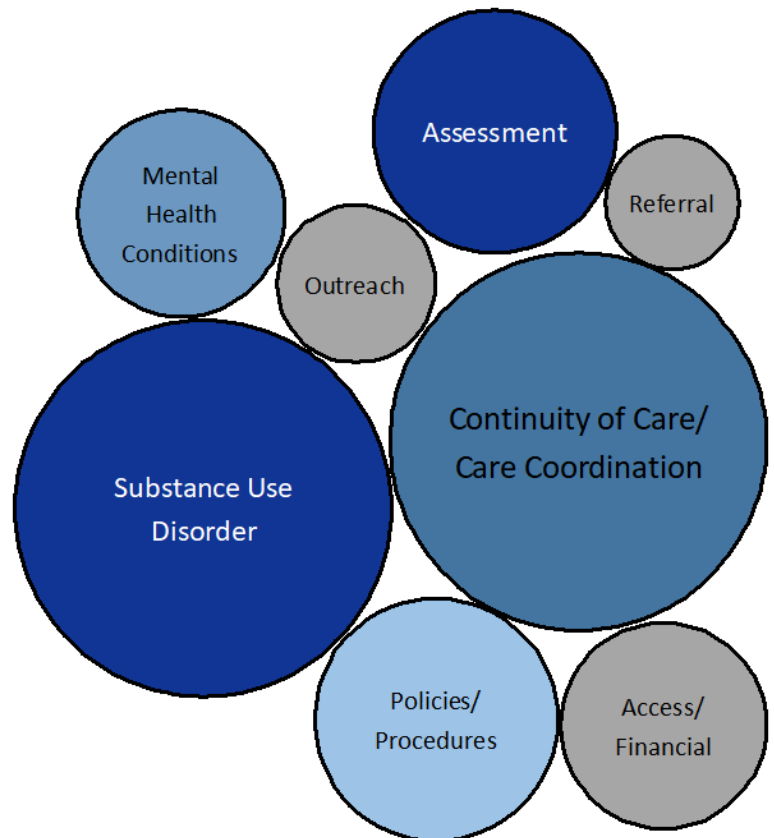 Assessment
Mental
Health
Conditions
Referral
Outreach
Continuity of Care/
Care Coordination
Substance Use
Disorder
Policies/
Procedures
Access/
Financial